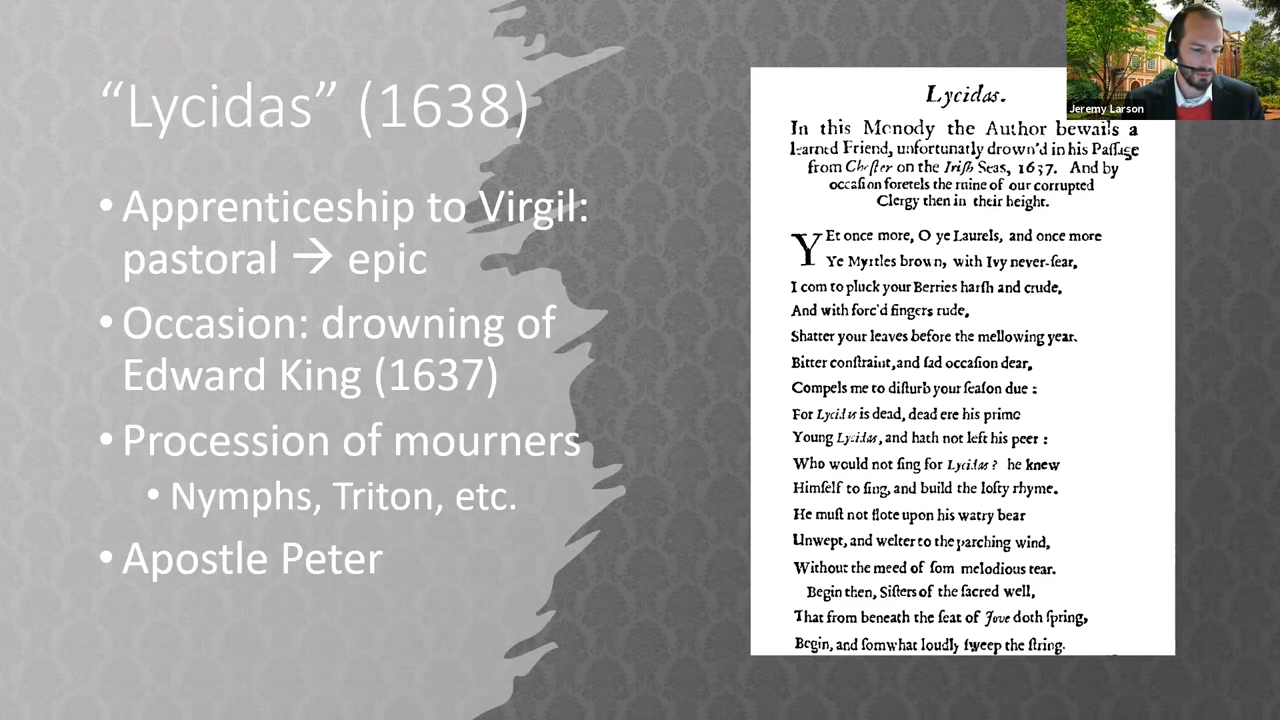 “Lycidas” (1638)
• Apprenticeship to Virgil:
pastoral → epic
• Occasion: drowning of
Edward King (1637)
• Procession of mourners
• Nymphs, Triton, etc.
• Apostle Peter
Lycidas.
In this Monody the Author bewails a
learned Friend, unfortunatly drown'd in his Paſſage
from Cheſter on the Iriſh Seas, 1637. And by
occaſion foretels the ruine of our corrupted
Clergy then in their height.
YEt once more, O ye Laurels, and once more
Ye Myrtles brown, with Ivy never-ſear,
I com to pluck your Berries harſh and crude,
And with forc'd fingers rude,
Shatter your leaves before the mellowing year.
Bitter conſtraint, and ſad occaſion dear,
Compels me to diſturb your ſeaſon due :
For Lycidas is dead, dead ere his prime
Young Lycidas, and hath not left his peer :
Who would not ſing for Lycidas? he knew
Himſelf to ſing, and build the lofty rhyme.
He muſt not flote upon his watry bear
Unwept, and welter to the parching wind,
Without the meed of ſom melodious tear.
Begin then, Siſters of the ſacred well,
That from beneath the ſeat of Jove doth ſpring,
Begin, and ſomwhat loudly ſweep the ſtring.
Jeremy Larson